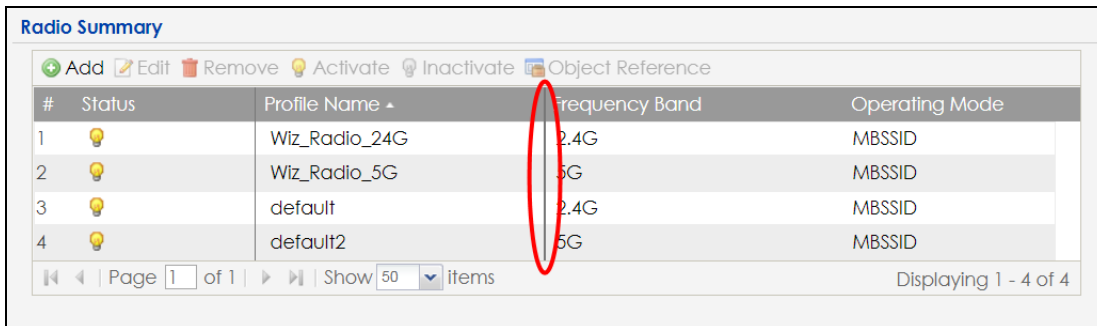 Radio Summary
Add Edit Remove Activate Inactivate Object Reference
# Status Profile Name Frequency Band Operating Mode
1 Wiz_Radio_24G 2.4G MBSSID
2 Wiz_Radio_5G 5G MBSSID
3 default 2.4G MBSSID
4 default2 5G MBSSID
Page 1 of 1 Show 50 items Displaying 1 - 4 of 4